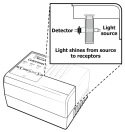 Detector
Light
source
Light shines from source
to receptors